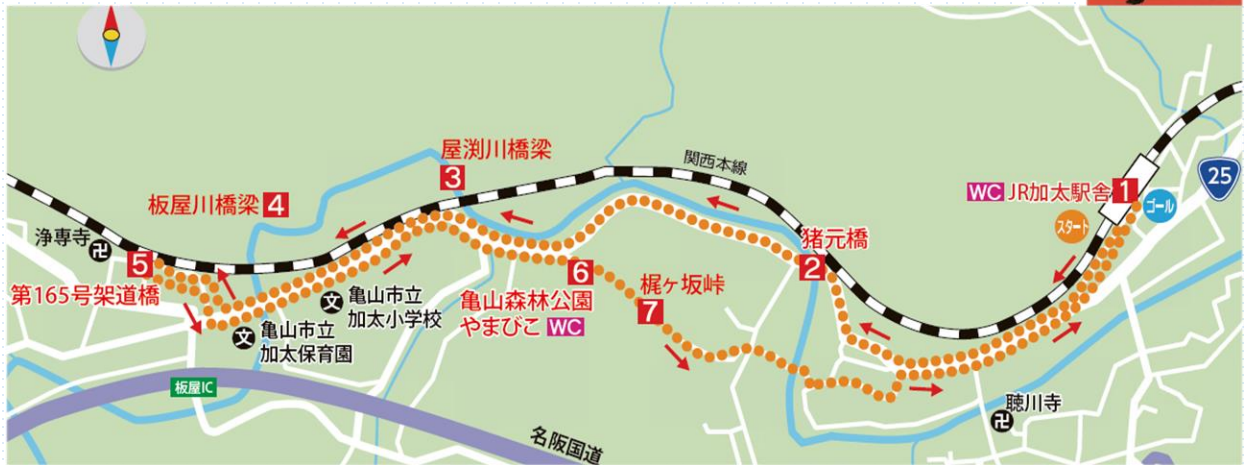 屋渕川橋梁
3
関西本線
板屋川橋梁 4
WC JR加太駅舎 1
25
スタート
ゴール
浄専寺
卍
5
第165号架道橋
猪元橋
2
6
亀山森林公園
やまびこ WC
梶ヶ坂峠
7
文 亀山市立
加太小学校
文 亀山市立
加太保育園
板屋IC
聴川寺
卍
名阪国道